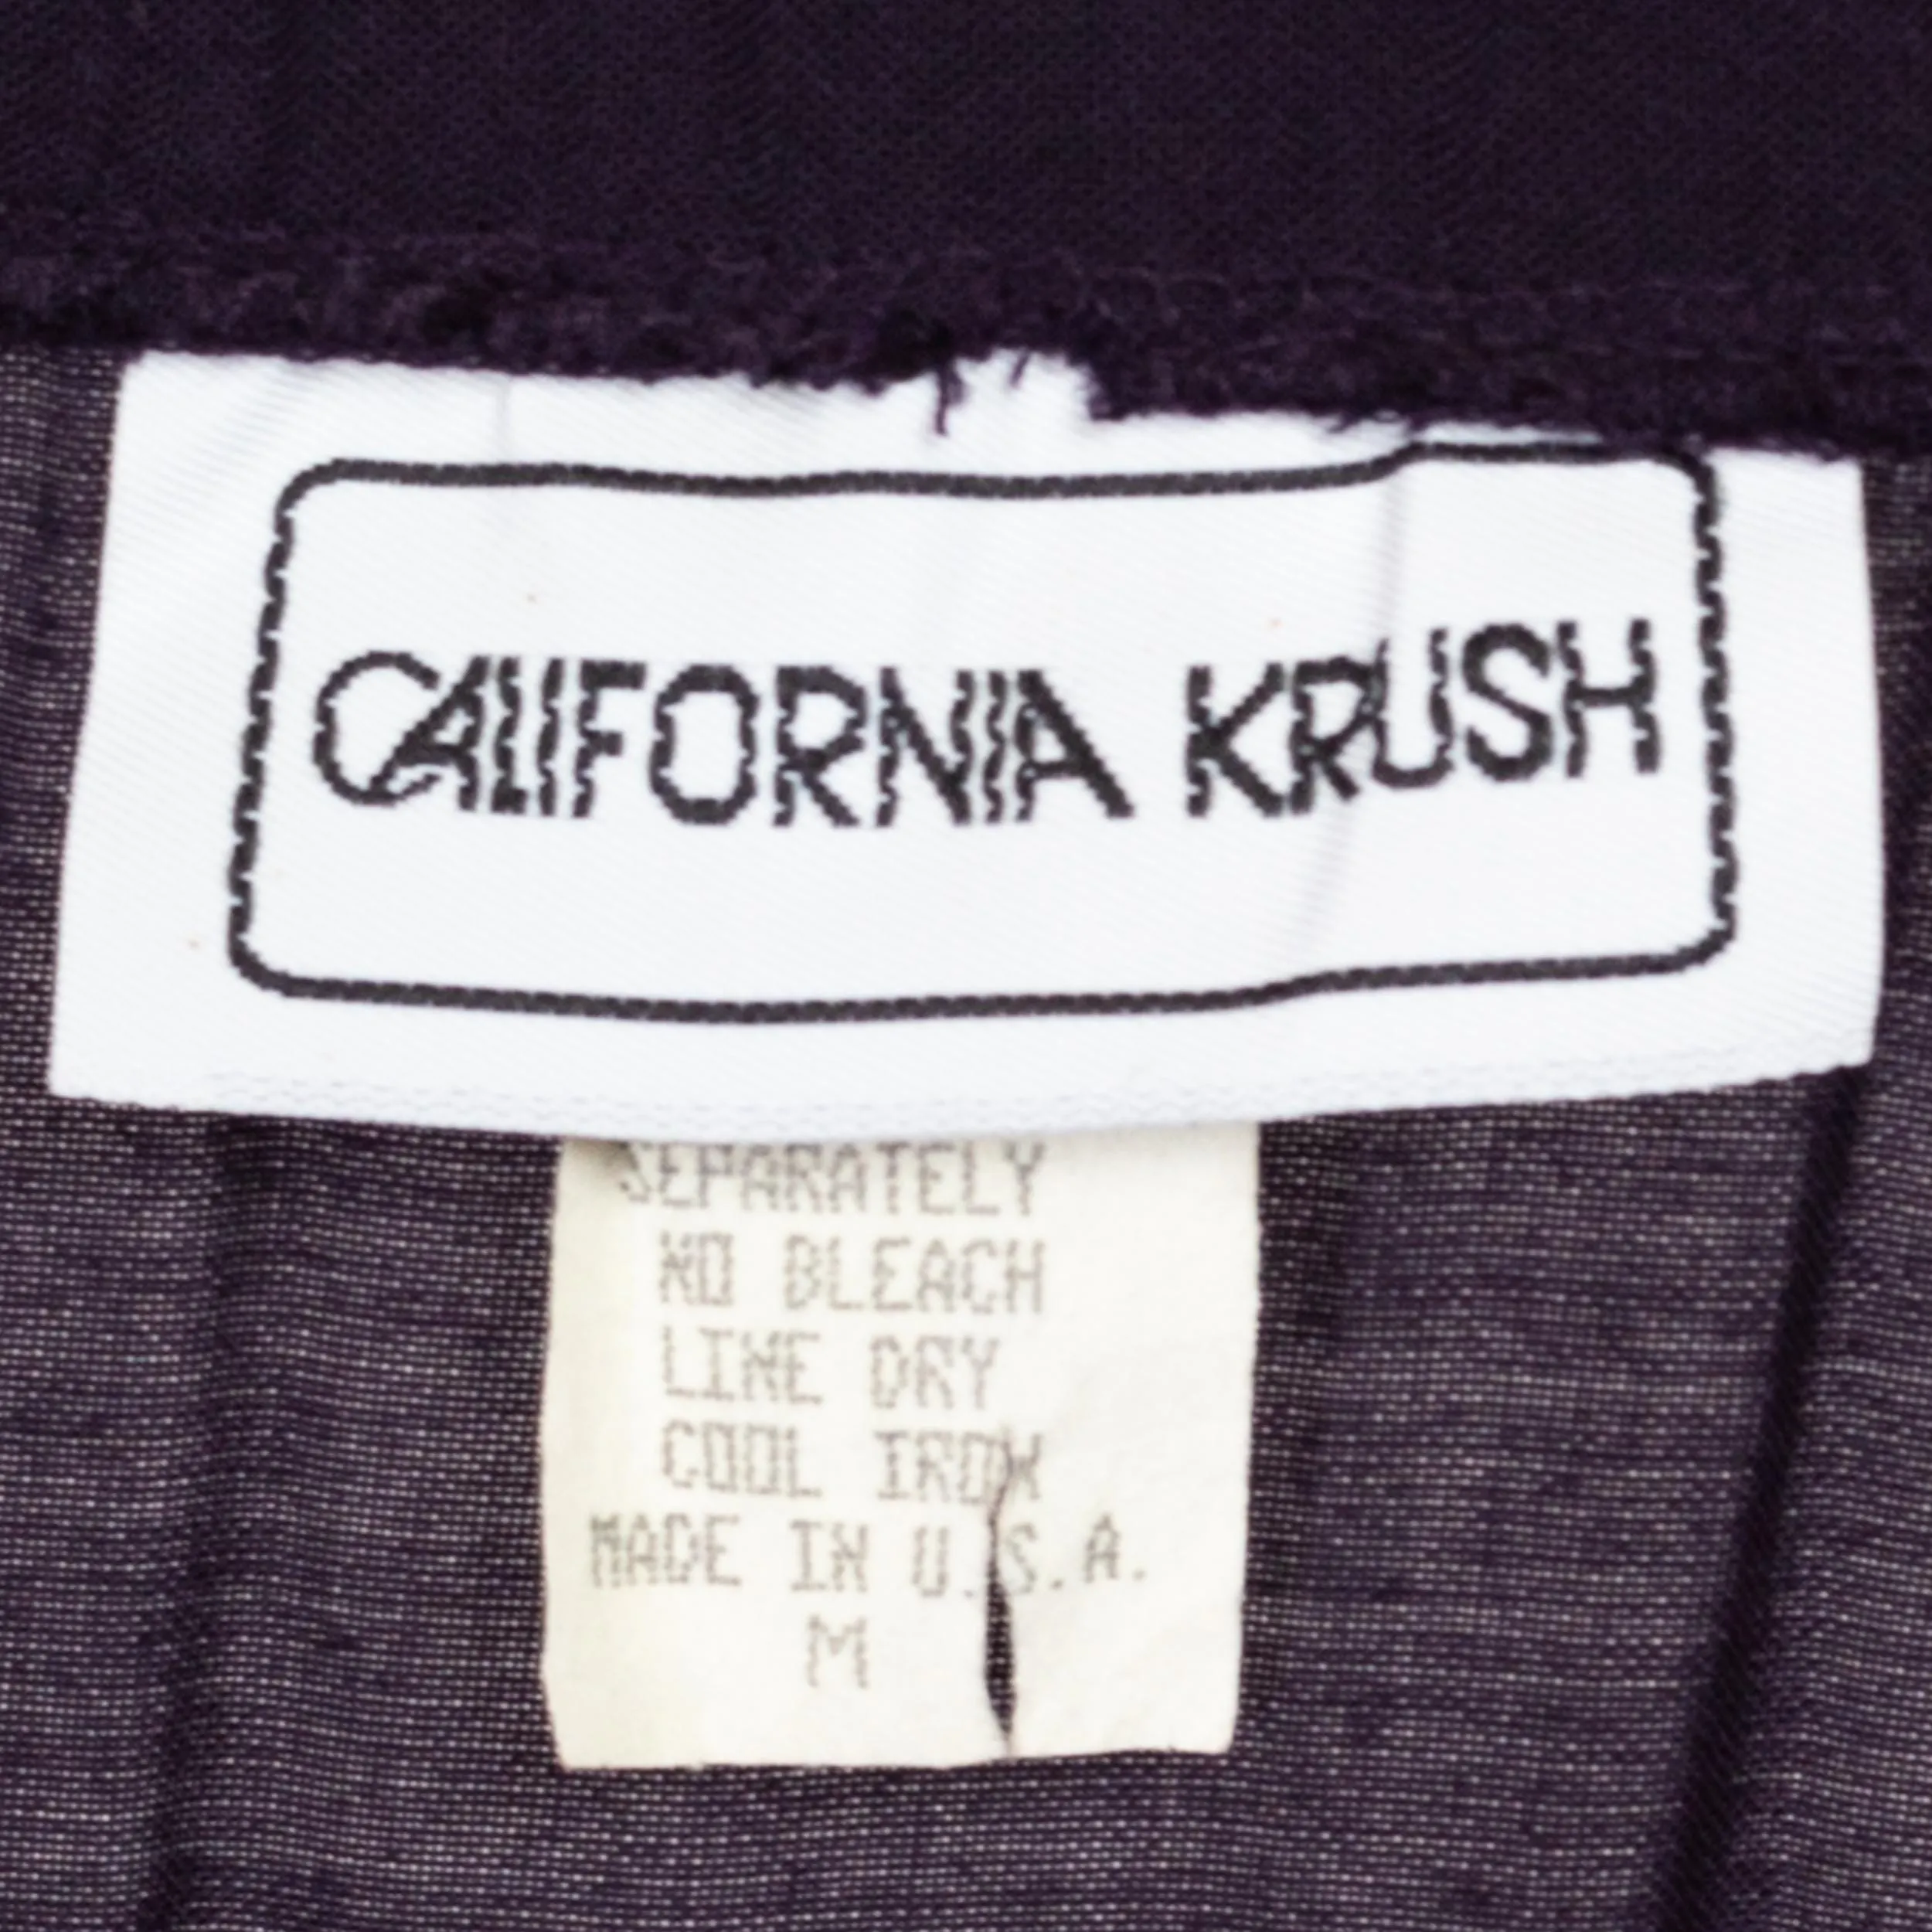 CALIFORNIA KRUSH
SEPARATELY
NO BLEACH
LINE DRY
COOL IRON
MADE IN U.S.A.
M